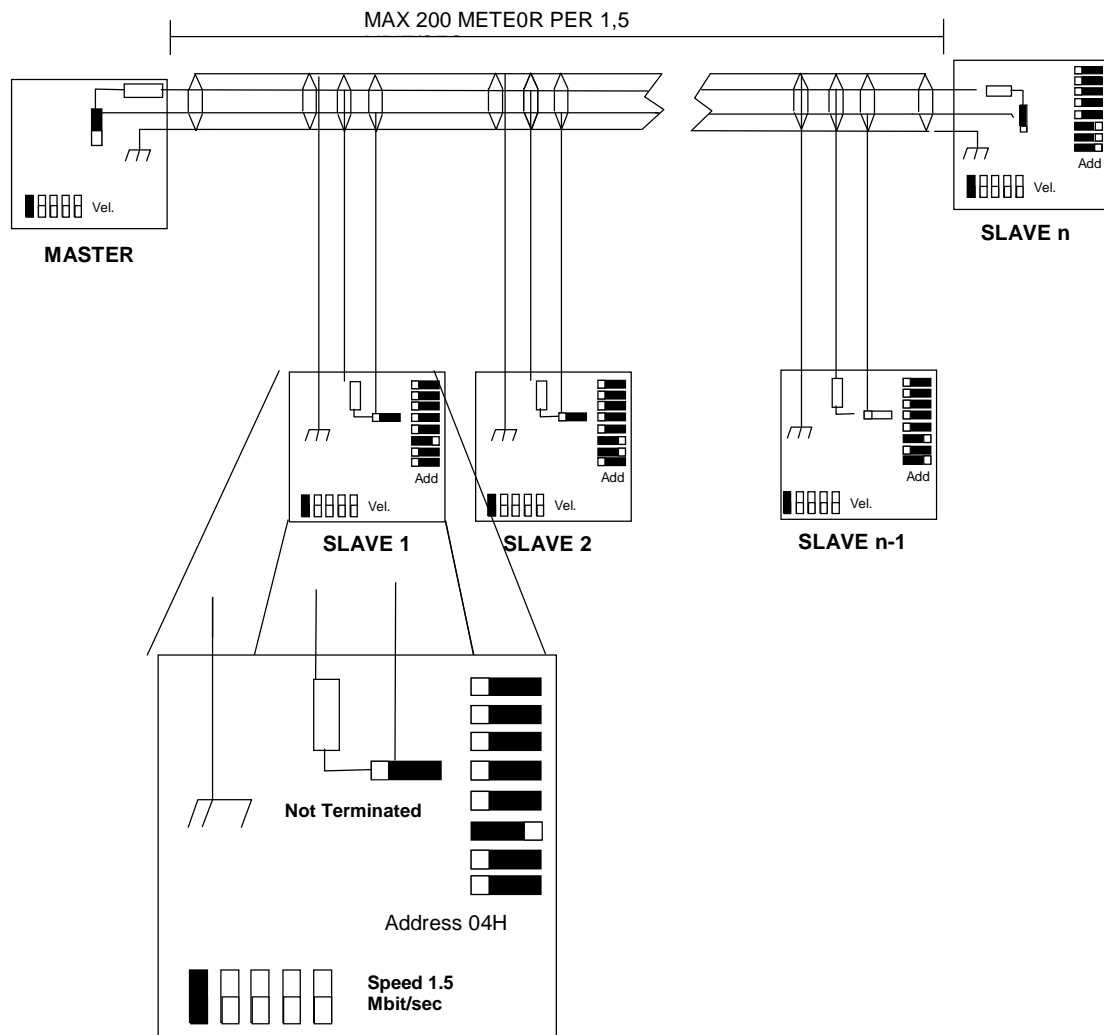 MAX 200 METE0R PER 1,5
Add
Vel.
MASTER
Vel.
SLAVE n
Add
Vel.
SLAVE 1
Add
Vel.
SLAVE 2
Add
Vel.
SLAVE n-1
Not Terminated
Address 04H
Speed 1.5
Mbit/sec